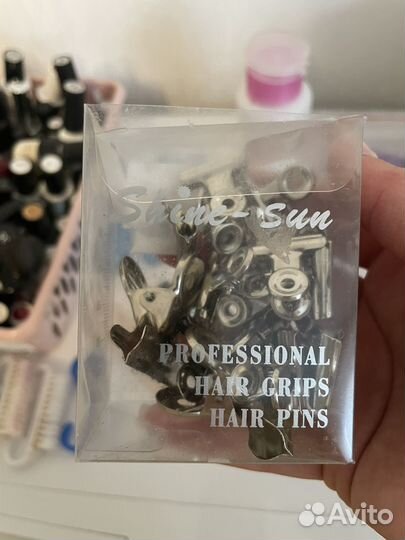 Shine-Sun
PROFESSIONAL
HAIR GRIPS
HAIR PINS
Avito